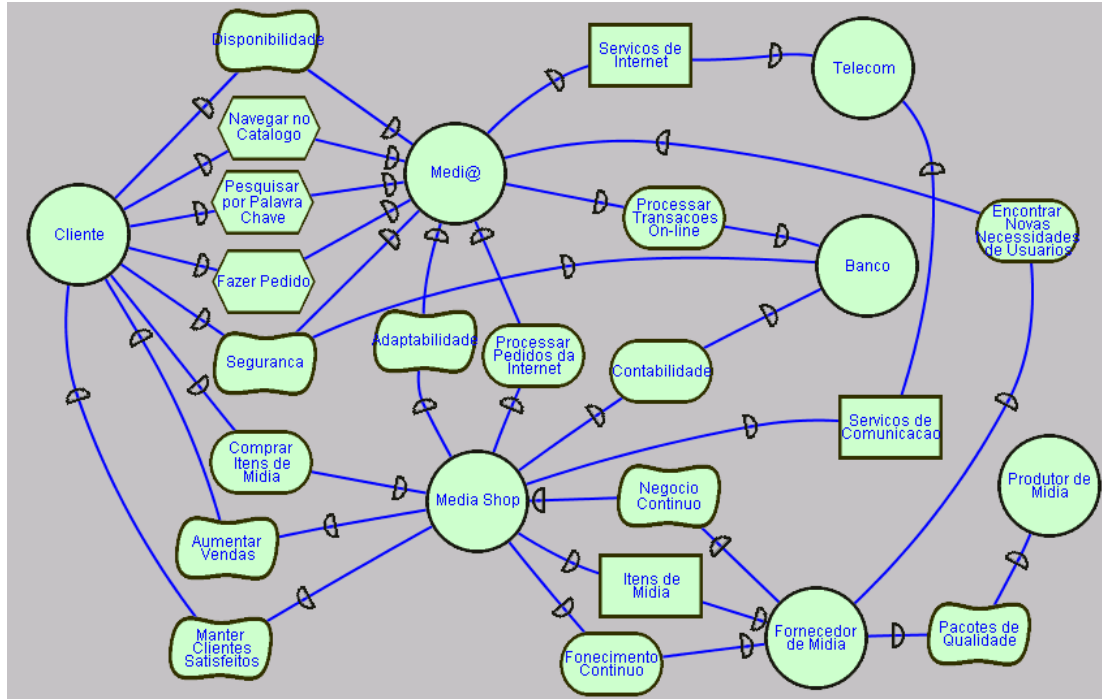 Disponibilidade
Servicos de
Internet
Telecom
Navegar no
Catalogo
Medi@
Pesquisar
por Palavra
Chave
Processar
Transacoes
On-line
Encontrar
Novas
Necessidades
de Usuarios
Cliente
Banco
Fazer Pedido
Adaptabilidade
Processar
Pedidos da
Internet
Seguranca
Contabilidade
Servicos de
Comunicacao
Comprar
Itens de
Midia
Media Shop
Negocio
Continuo
Produtor de
Midia
Aumentar
Vendas
Itens de
Midia
Manter
Clientes
Satisfeitos
Fonecimento
Continuo
Fornecedor
de Midia
Pacotes de
Qualidade